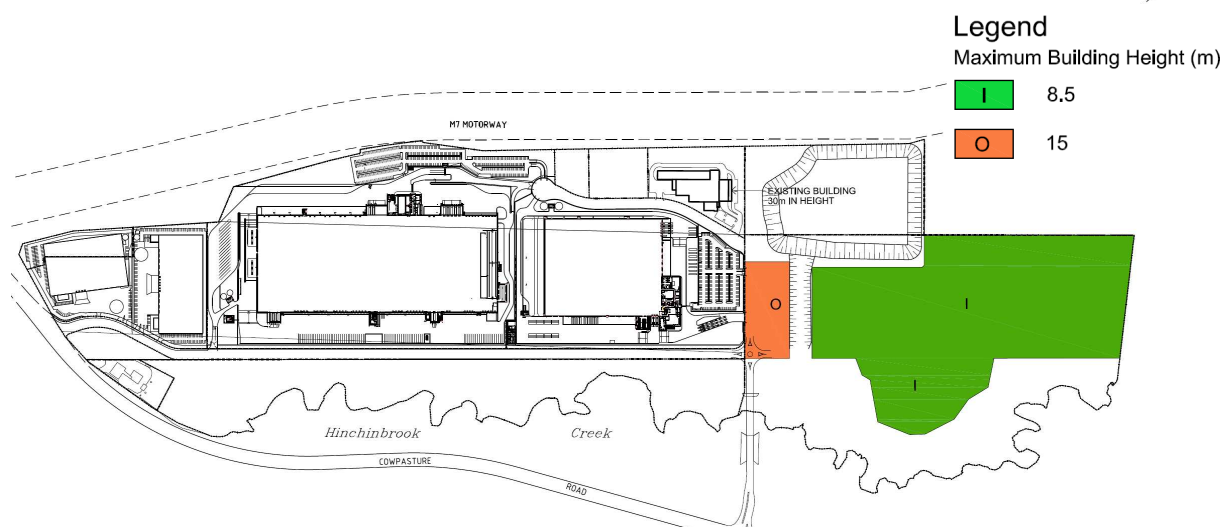 Legend
Maximum Building Height (m)
I 8.5
O 15
M7 MOTORWAY
EXISTING BUILDING
30m IN HEIGHT
O
I
I
Hinchinbrook Creek
COWPASTURE
ROAD